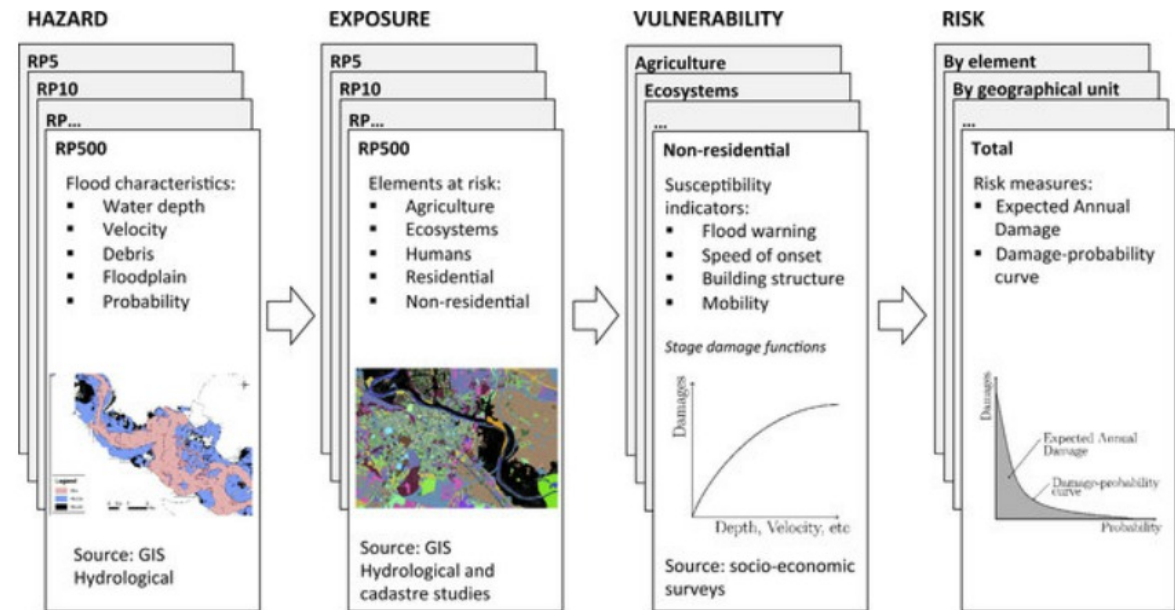 HAZARD
RP5
RP10
RP...
RP500
Flood characteristics:
▪ Water depth
▪ Velocity
▪ Debris
▪ Floodplain
▪ Probability
Legend
Source: GIS
Hydrological
EXPOSURE
RP5
RP10
RP...
RP500
Elements at risk:
▪ Agriculture
▪ Ecosystems
▪ Humans
▪ Residential
▪ Non-residential
Source: GIS
Hydrological and
cadastre studies
VULNERABILITY
Agriculture
Ecosystems
...
Non-residential
Susceptibility
indicators:
▪ Flood warning
▪ Speed of onset
▪ Building structure
▪ Mobility
Stage damage functions
Damages
Depth, Velocity, etc
Source: socio-economic
surveys
RISK
By element
By geographical unit
...
Total
Risk measures:
▪ Expected Annual
Damage
▪ Damage-probability
curve
Damages
Expected Annual
Damage
Damage-probability
curve
Probability